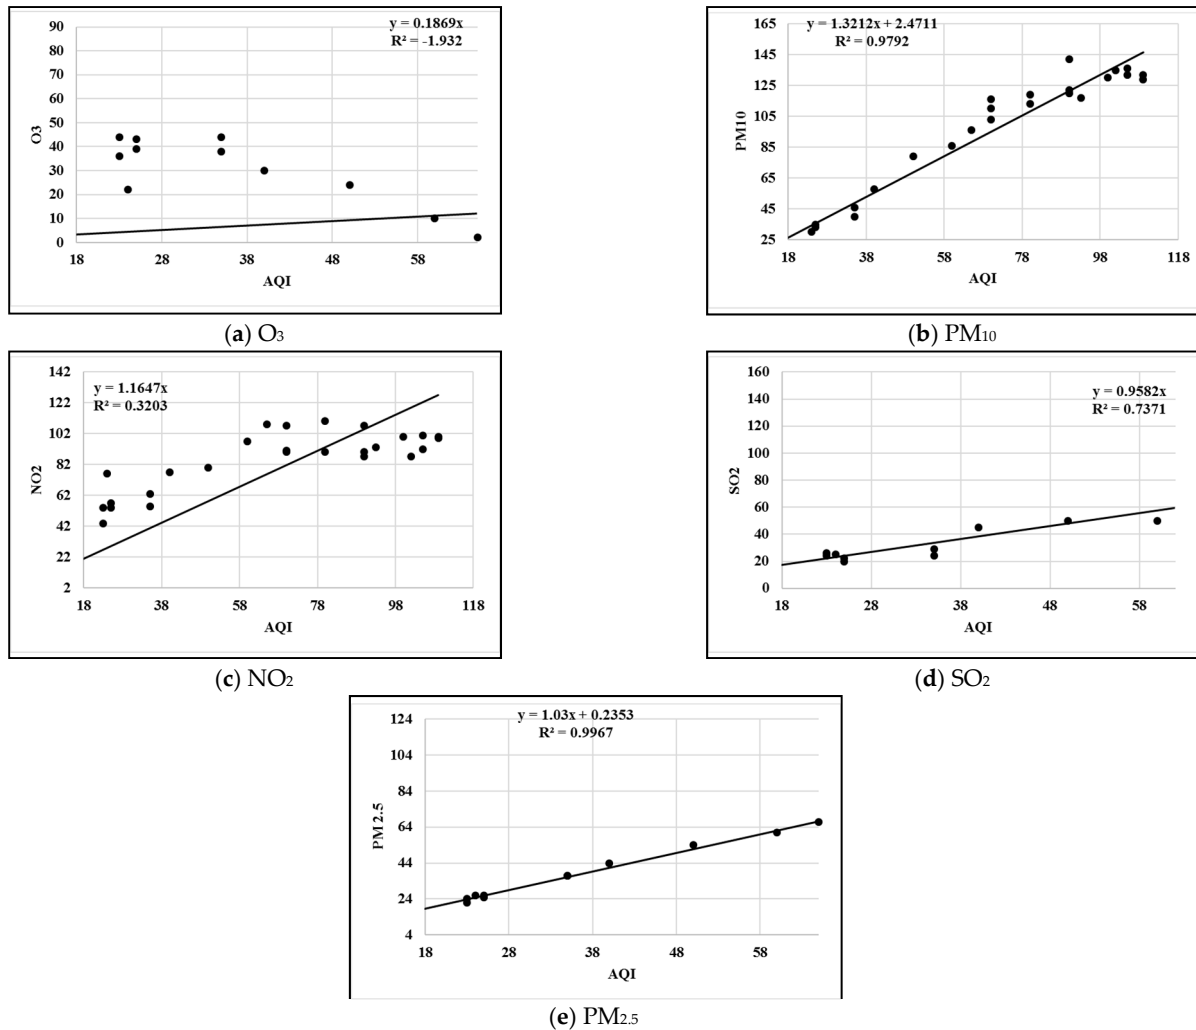 y = 0.1869x
R² = -1.932
90
80
70
60
50
40
30
20
10
0
O3
18 28 38 48 58
AQI
(a) O₃
y = 1.3212x + 2.4711
R² = 0.9792
165
145
125
105
85
65
45
25
PM10
18 38 58 78 98 118
AQI
(b) PM₁₀
y = 1.1647x
R² = 0.3203
142
122
102
82
62
42
22
2
NO2
18 38 58 78 98 118
AQI
(c) NO₂
y = 0.9582x
R² = 0.7371
160
140
120
100
80
60
40
20
0
SO2
18 28 38 48 58
AQI
(d) SO₂
y = 1.03x + 0.2353
R² = 0.9967
124
104
84
64
44
24
4
PM 2.5
18 28 38 48 58
AQI
(e) PM₂.₅